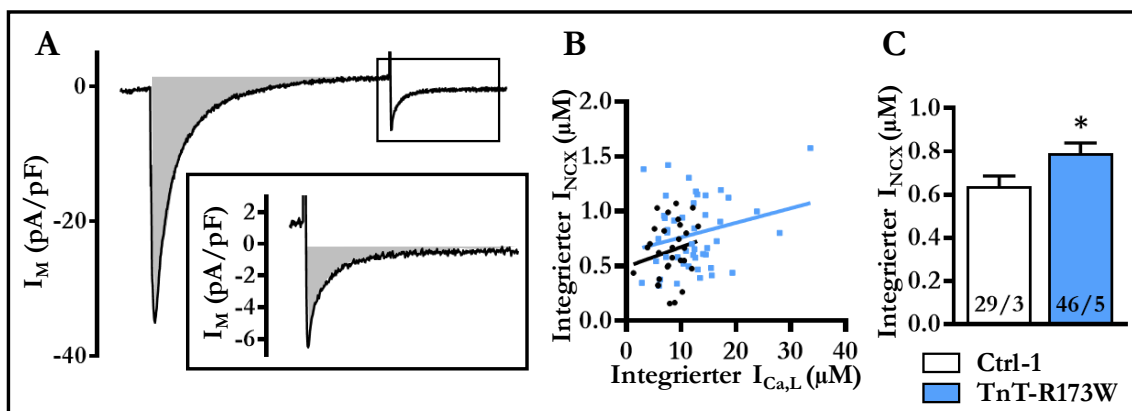 A
B
C
I_M (pA/pF)
0
-20
-40
I_M (pA/pF)
2
0
-2
-4
-6
Integrierter I_NCX (µM)
2.0
1.5
1.0
0.5
0.0
0 10 20 30 40
Integrierter I_Ca,L (µM)
Integrierter I_NCX (µM)
1.0
0.8
0.6
0.4
0.2
0.0
*
29/3
46/5
Ctrl-1
TnT-R173W